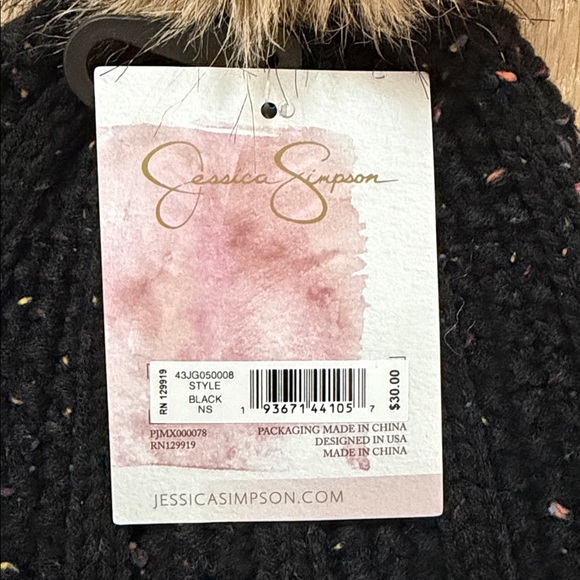 Jessica Simpson
RN 129919
43JG050008
STYLE
BLACK
NS
1 93671 44105 7
$30.00
PJMX000078
RN129919
PACKAGING MADE IN CHINA
DESIGNED IN USA
MADE IN CHINA
JESSICASIMPSON.COM